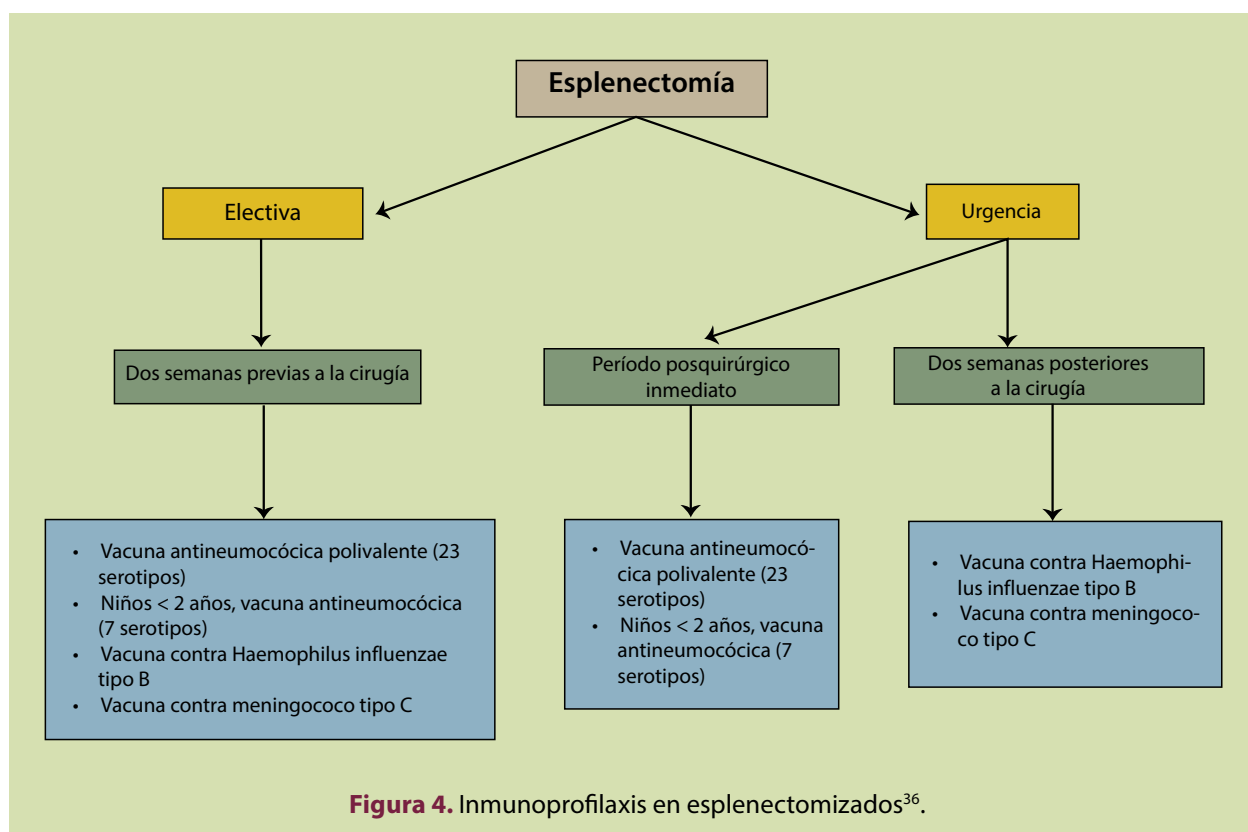 Esplenectomía
Electiva
Urgencia
Dos semanas previas a la cirugía
Período posquirúrgico
inmediato
Dos semanas posteriores
a la cirugía
• Vacuna antineumocócica polivalente (23
serotipos)
• Niños < 2 años, vacuna antineumocócica
(7 serotipos)
• Vacuna contra Haemophilus influenzae
tipo B
• Vacuna contra meningococo tipo C
• Vacuna antineumocó-
cica polivalente (23
serotipos)
• Niños < 2 años, vacuna
antineumocócica (7
serotipos)
• Vacuna contra Haemophi-
lus influenzae tipo B
• Vacuna contra meningoco-
co tipo C
Figura 4. Inmunoprofilaxis en esplenectomizados³⁶.